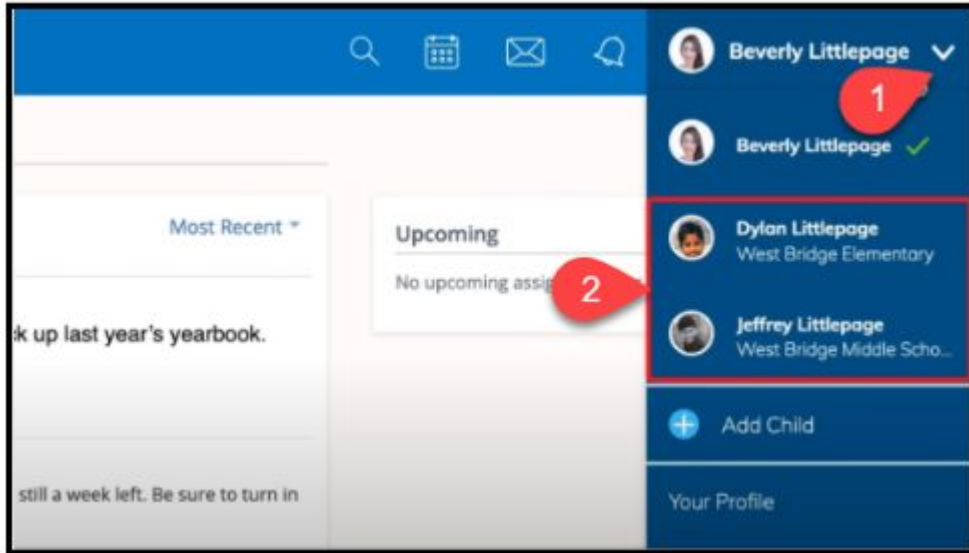 Beverly Littlepage
1
Beverly Littlepage
Most Recent
Upcoming
Dylan Littlepage
West Bridge Elementary
No upcoming
2
up last year's yearbook.
Jeffrey Littlepage
West Bridge Middle Scho...
Add Child
still a week left. Be sure to turn in
Your Profile